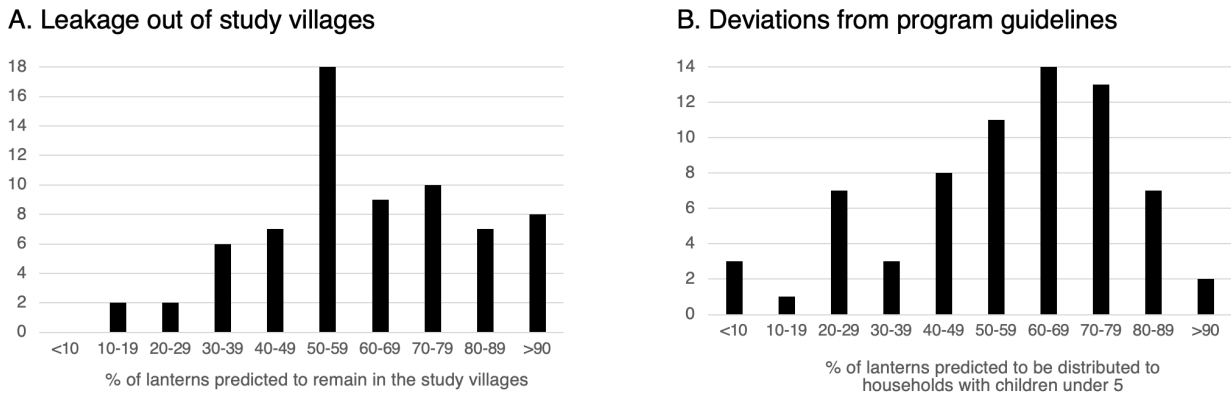 A. Leakage out of study villages
18
16
14
12
10
8
6
4
2
0
<10 10-19 20-29 30-39 40-49 50-59 60-69 70-79 80-89 >90
% of lanterns predicted to remain in the study villages
B. Deviations from program guidelines
14
12
10
8
6
4
2
0
<10 10-19 20-29 30-39 40-49 50-59 60-69 70-79 80-89 >90
% of lanterns predicted to be distributed to
households with children under 5